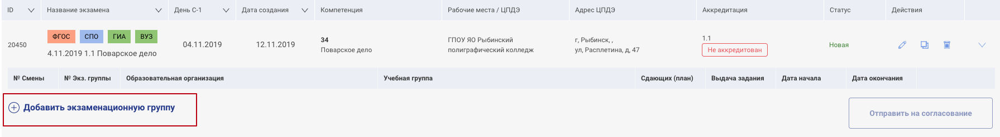 ID Название экзамена День С-1 Дата создания Компетенция Рабочие места / ЦПДЭ Адрес ЦПДЭ Аккредитация Статус Действия
ФГОС СПО ГИА ВУЗ
20450
4.11.2019 1.1 Поварское дело
04.11.2019
12.11.2019
34
Поварское дело
ГПОУ ЯО Рыбинский
полиграфический колледж
г, Рыбинск, ,
ул, Расплетина, д, 47
1.1
Не аккредитован
Новая
№ Смены № Экз. группы Образовательная организация Учебная группа Сдающих (план) Выдача задания Дата начала Дата окончания
Добавить экзаменационную группу
Отправить на согласование